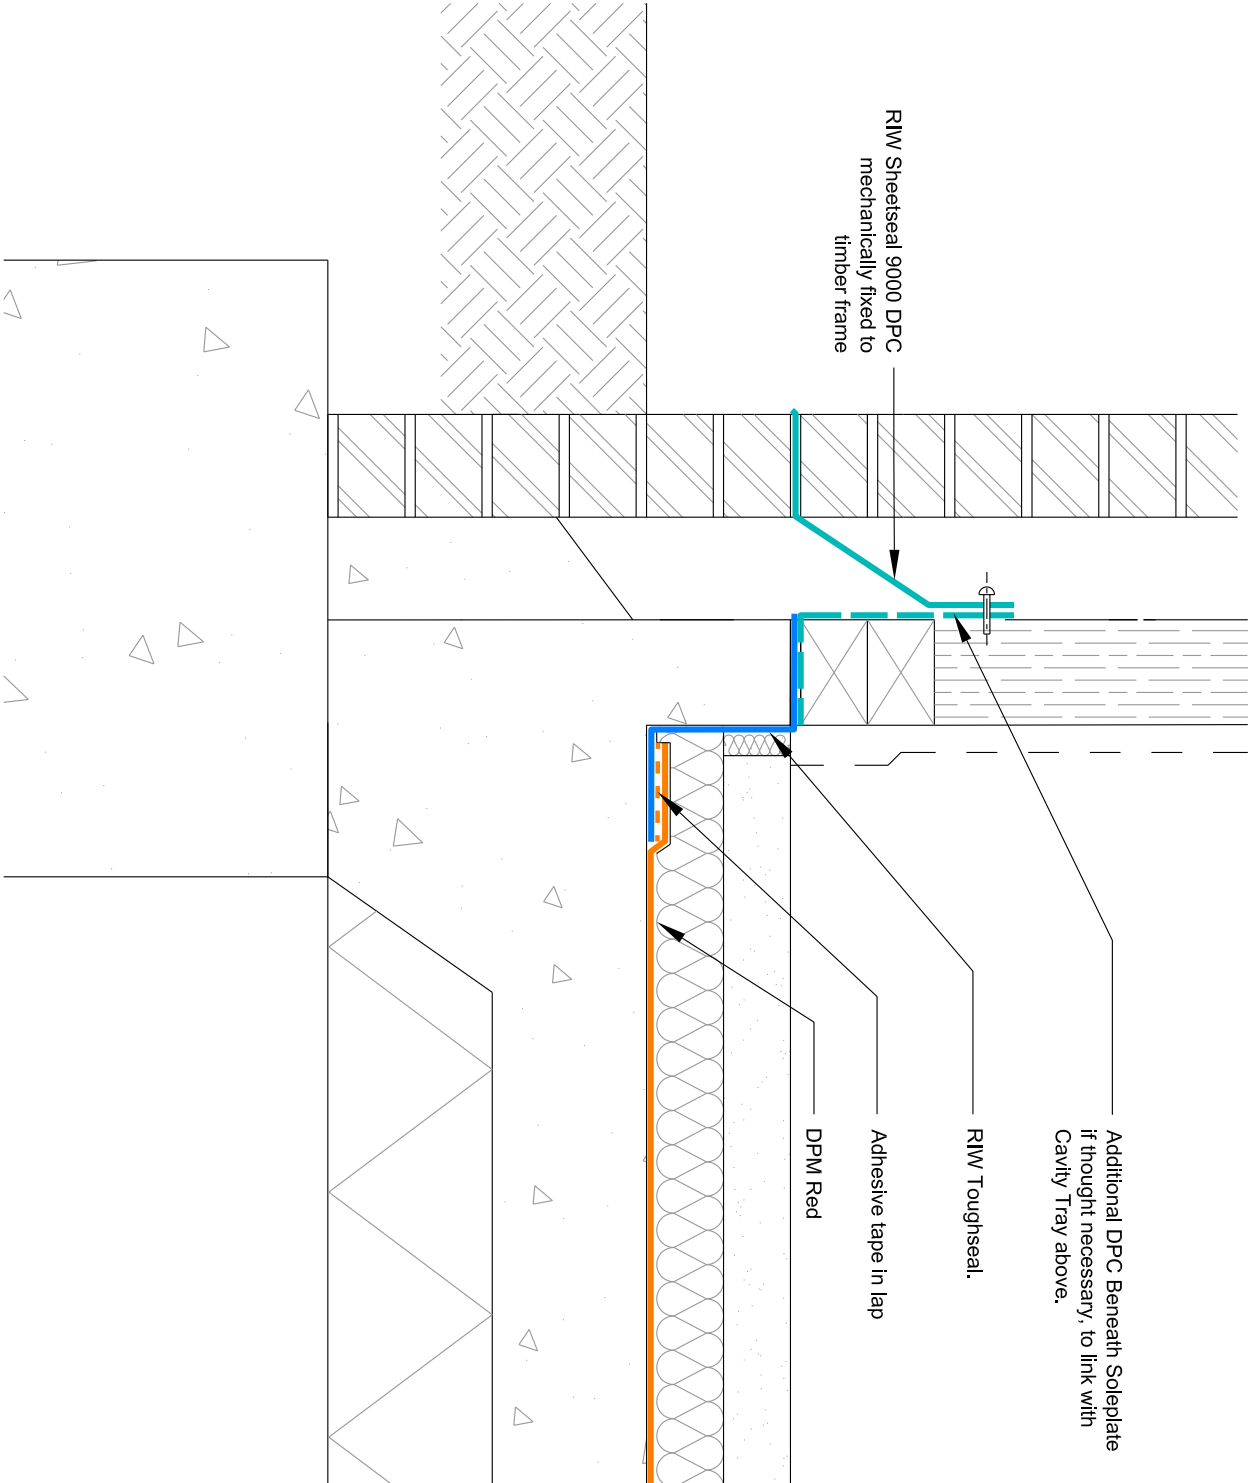 RIW Sheetseal 9000 DPC
mechanically fixed to
timber frame
Additional DPC Beneath Soleplate
if thought necessary, to link with
Cavity Tray above.
RIW Toughseal.
Adhesive tape in lap
DPM Red